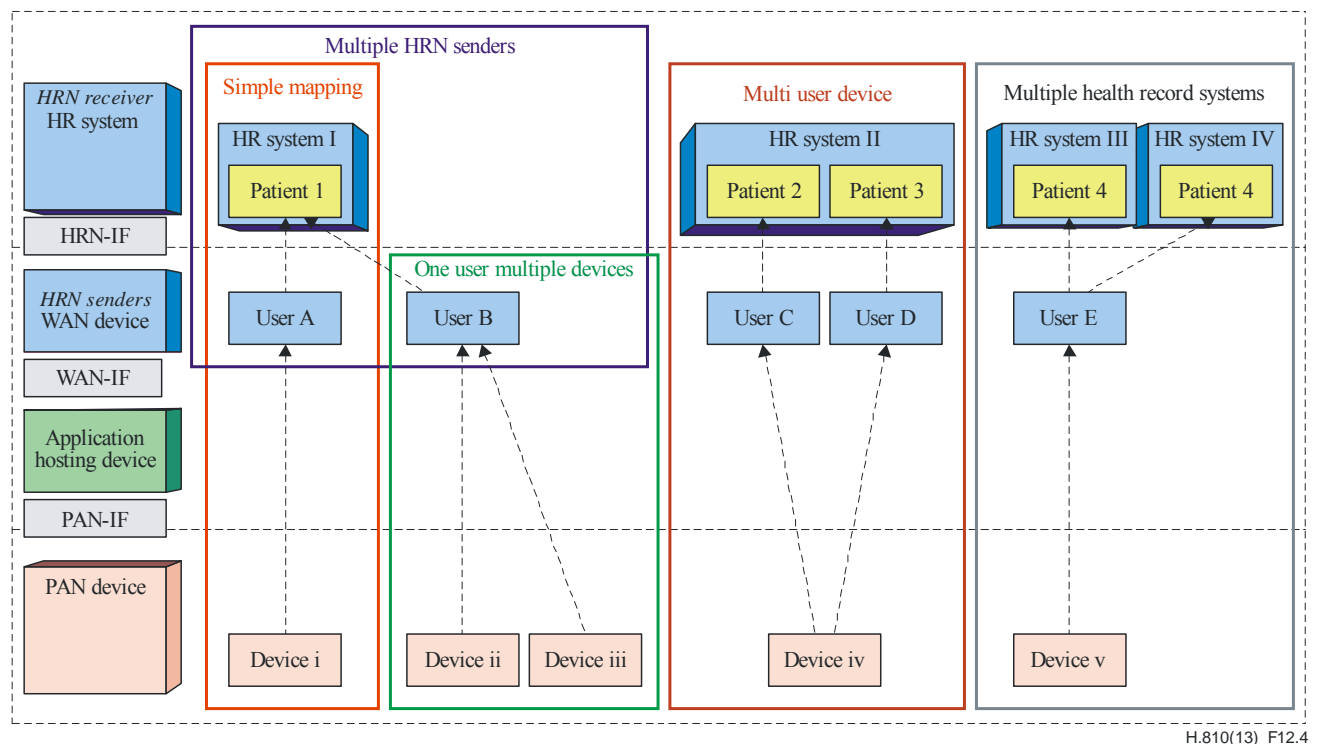 Multiple HRN senders
Simple mapping
Multi user device
Multiple health record systems
HRN receiver
HR system
HR system I
HR system II
HR system III
HR system IV
Patient 1
Patient 2
Patient 3
Patient 4
Patient 4
HRN-IF
One user multiple devices
HRN senders
WAN device
User A
User B
User C
User D
User E
WAN-IF
Application
hosting device
PAN-IF
PAN device
Device i
Device ii
Device iii
Device iv
Device v
H.810(13)_F12.4